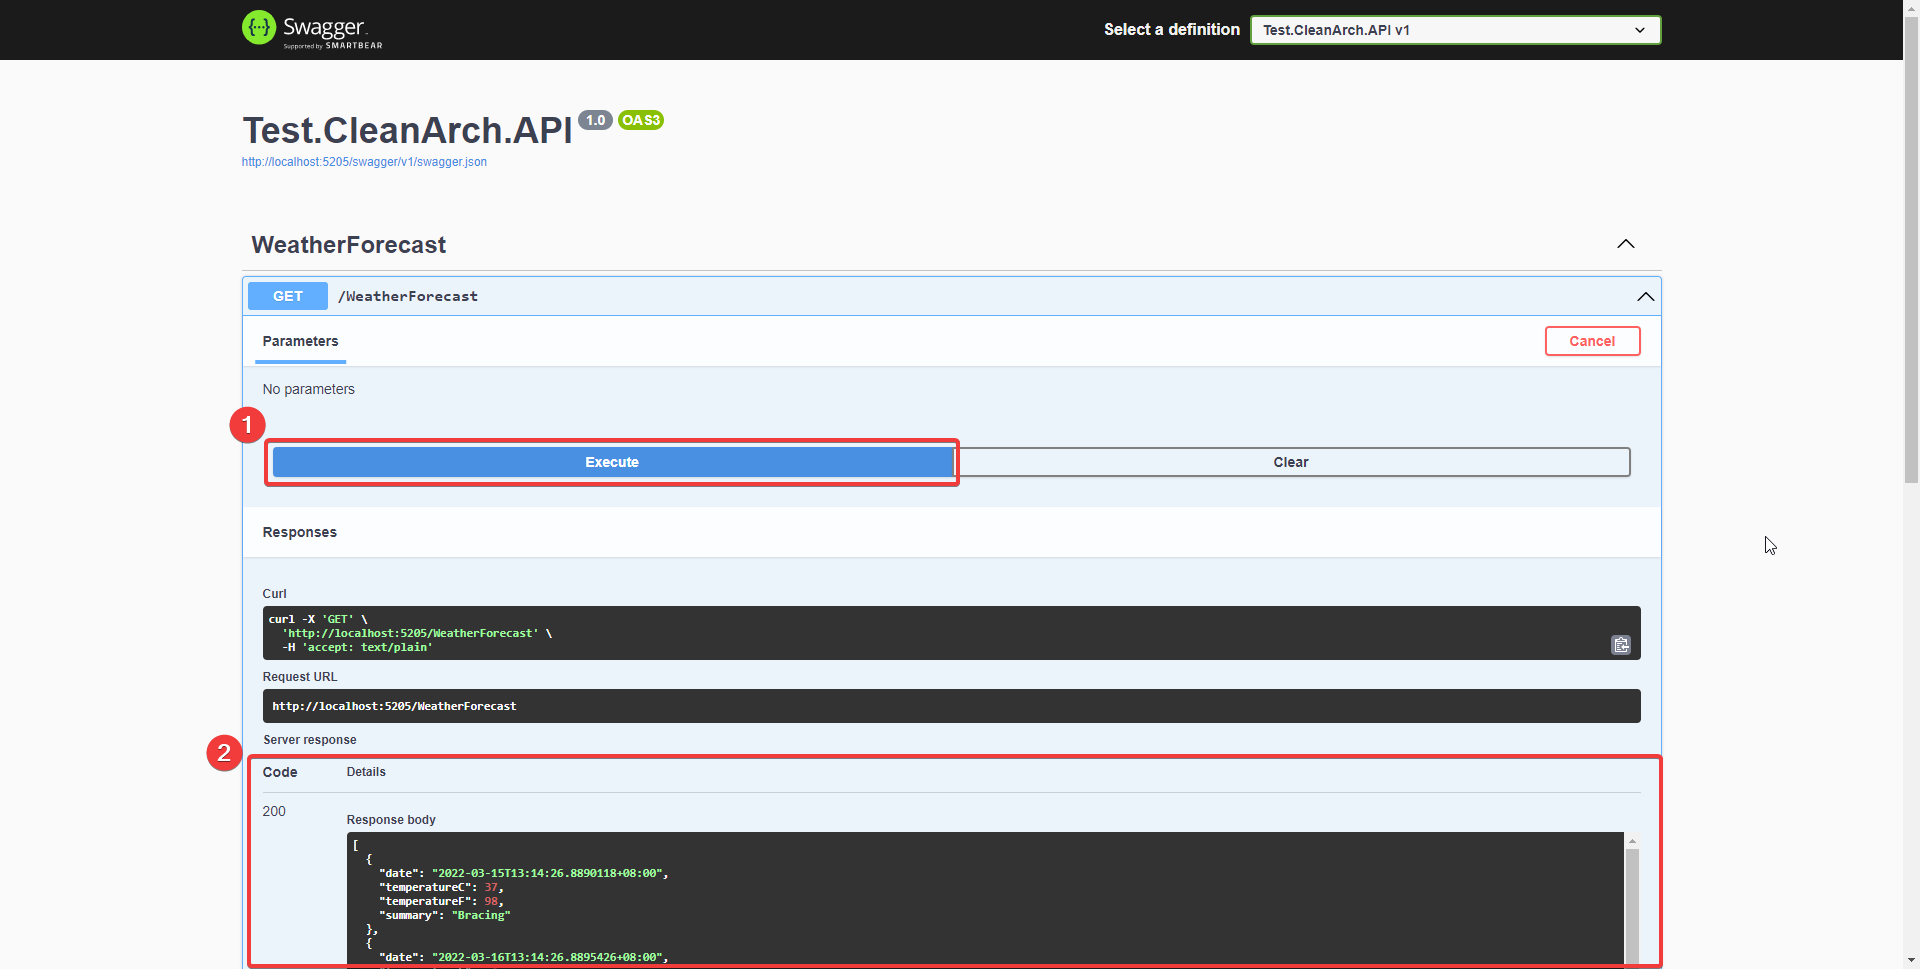 Swagger.
Supported by SMARTBEAR
Select a definition
Test.CleanArch.API v1
Test.CleanArch.API 1.0 OAS3
http://localhost:5205/swagger/v1/swagger.json
WeatherForecast
GET /WeatherForecast
Parameters
Cancel
No parameters
1
Execute
Clear
Responses
Curl
curl -X 'GET' \
'http://localhost:5205/WeatherForecast' \
-H 'accept: text/plain'
Request URL
http://localhost:5205/WeatherForecast
Server response
2
Code Details
200
Response body
[
{
"date": "2022-03-15T13:14:26.8890118+08:00",
"temperatureC": 37,
"temperatureF": 98,
"summary": "Bracing"
},
{
"date": "2022-03-16T13:14:26.8895426+08:00",